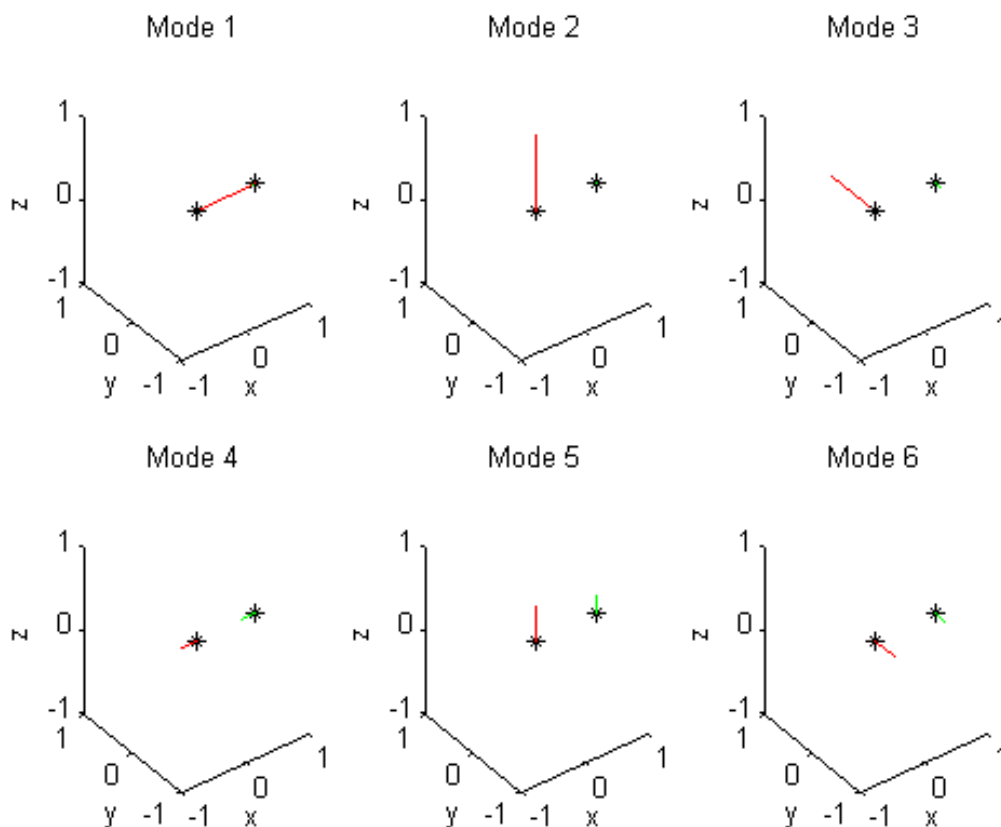 Mode 1 Mode 2 Mode 3
1 1 1
z 0 z 0 z 0
-1 -1 -1
1 1 1 1 1 1
0 0 0 0 0 0
y -1 -1 x y -1 -1 x y -1 -1 x
Mode 4 Mode 5 Mode 6
1 1 1
z 0 z 0 z 0
-1 -1 -1
1 1 1 1 1
0 0 0 0 0 0
y -1 -1 x y -1 -1 x y -1 -1 x